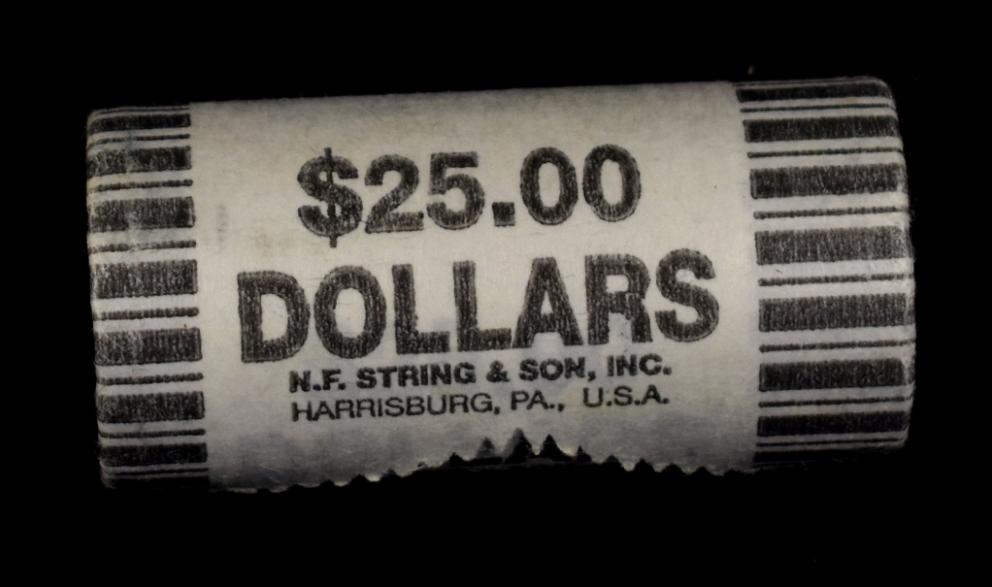 $25.00
DOLLARS
N.F. STRING & SON, INC.
HARRISBURG, PA., U.S.A.